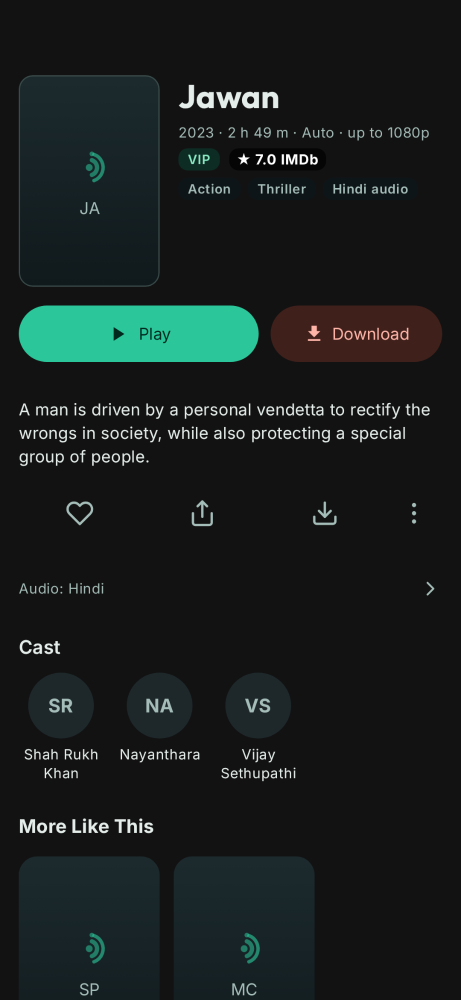 JA
Jawan
2023 · 2 h 49 m · Auto · up to 1080p
VIP ★ 7.0 IMDb
Action Thriller Hindi audio
Play Download
A man is driven by a personal vendetta to rectify the
wrongs in society, while also protecting a special
group of people.
Audio: Hindi
Cast
SR NA VS
Shah Rukh Khan
Nayanthara
Vijay Sethupathi
More Like This
SP MC